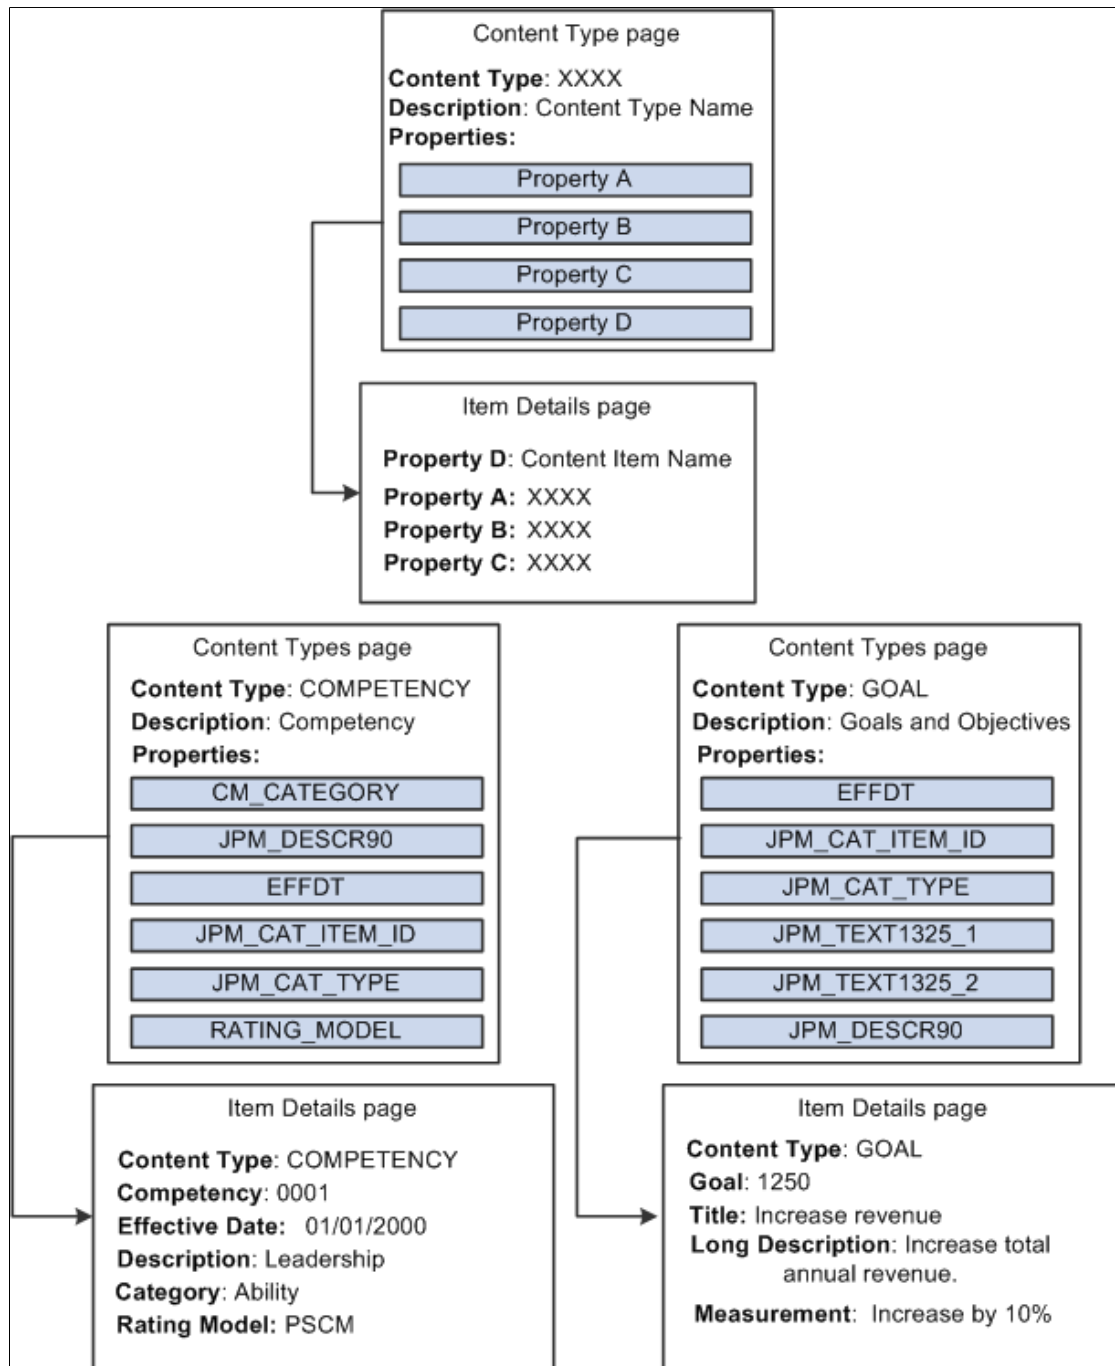 Content Type page
Content Type: XXXX
Description: Content Type Name
Properties:
Property A
Property B
Property C
Property D
Item Details page
Property D: Content Item Name
Property A: XXXX
Property B: XXXX
Property C: XXXX
Content Types page
Content Type: COMPETENCY
Description: Competency
Properties:
CM_CATEGORY
JPM_DESCR90
EFFDT
JPM_CAT_ITEM_ID
JPM_CAT_TYPE
RATING_MODEL
Item Details page
Content Type: COMPETENCY
Competency: 0001
Effective Date: 01/01/2000
Description: Leadership
Category: Ability
Rating Model: PSCM
Content Types page
Content Type: GOAL
Description: Goals and Objectives
Properties:
EFFDT
JPM_CAT_ITEM_ID
JPM_CAT_TYPE
JPM_TEXT1325_1
JPM_TEXT1325_2
JPM_DESCR90
Item Details page
Content Type: GOAL
Goal: 1250
Title: Increase revenue
Long Description: Increase total
annual revenue.
Measurement: Increase by 10%